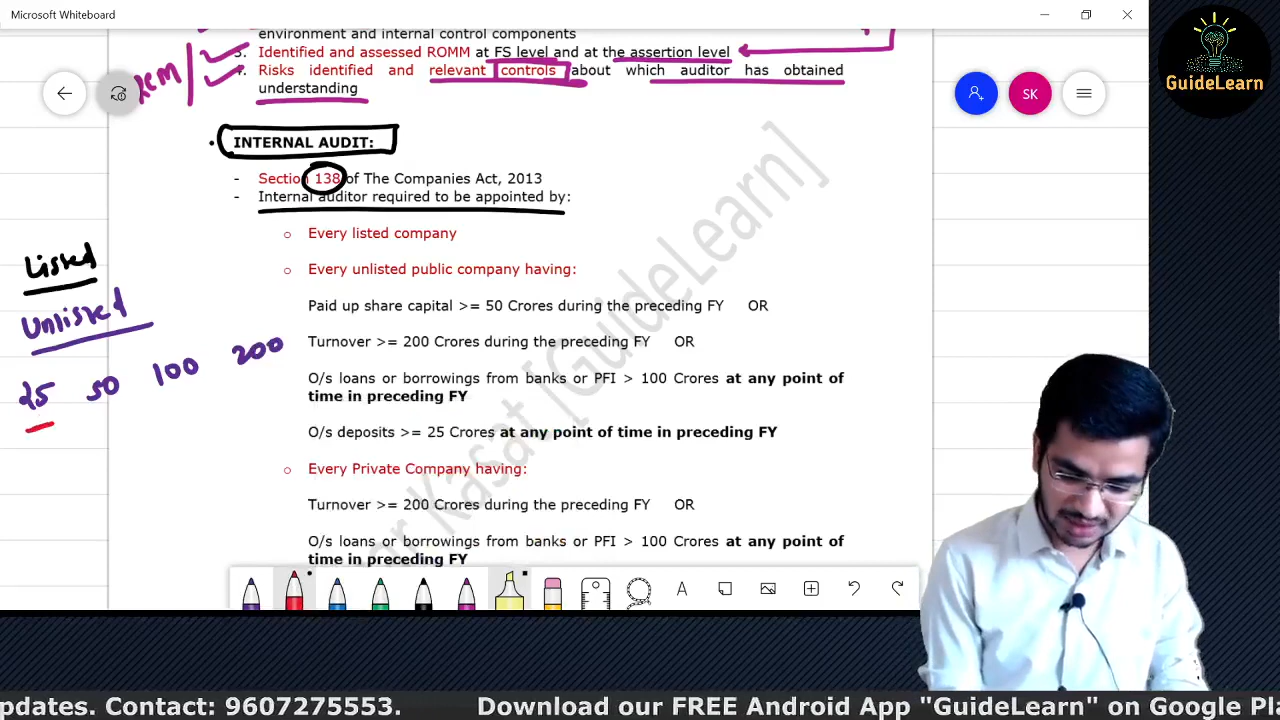 Microsoft Whiteboard
environment and internal control components
3. Identified and assessed ROMM at FS level and at the assertion level
4. Risks identified and relevant controls about which auditor has obtained
understanding
GuideLearn
SK
• INTERNAL AUDIT:
- Section 138 of The Companies Act, 2013
- Internal auditor required to be appointed by:
o Every listed company
Listed
o Every unlisted public company having:
Unlisted
Paid up share capital >= 50 Crores during the preceding FY OR
Turnover >= 200 Crores during the preceding FY OR
25 50 100 200
O/s loans or borrowings from banks or PFI > 100 Crores at any point of
time in preceding FY
O/s deposits >= 25 Crores at any point of time in preceding FY
o Every Private Company having:
Turnover >= 200 Crores during the preceding FY OR
O/s loans or borrowings from banks or PFI > 100 Crores at any point of
time in preceding FY
ar Kasat [GuideLearn]
A
pdates. Contact: 9607275553. Download our FREE Android App "GuideLearn" on Google Pla